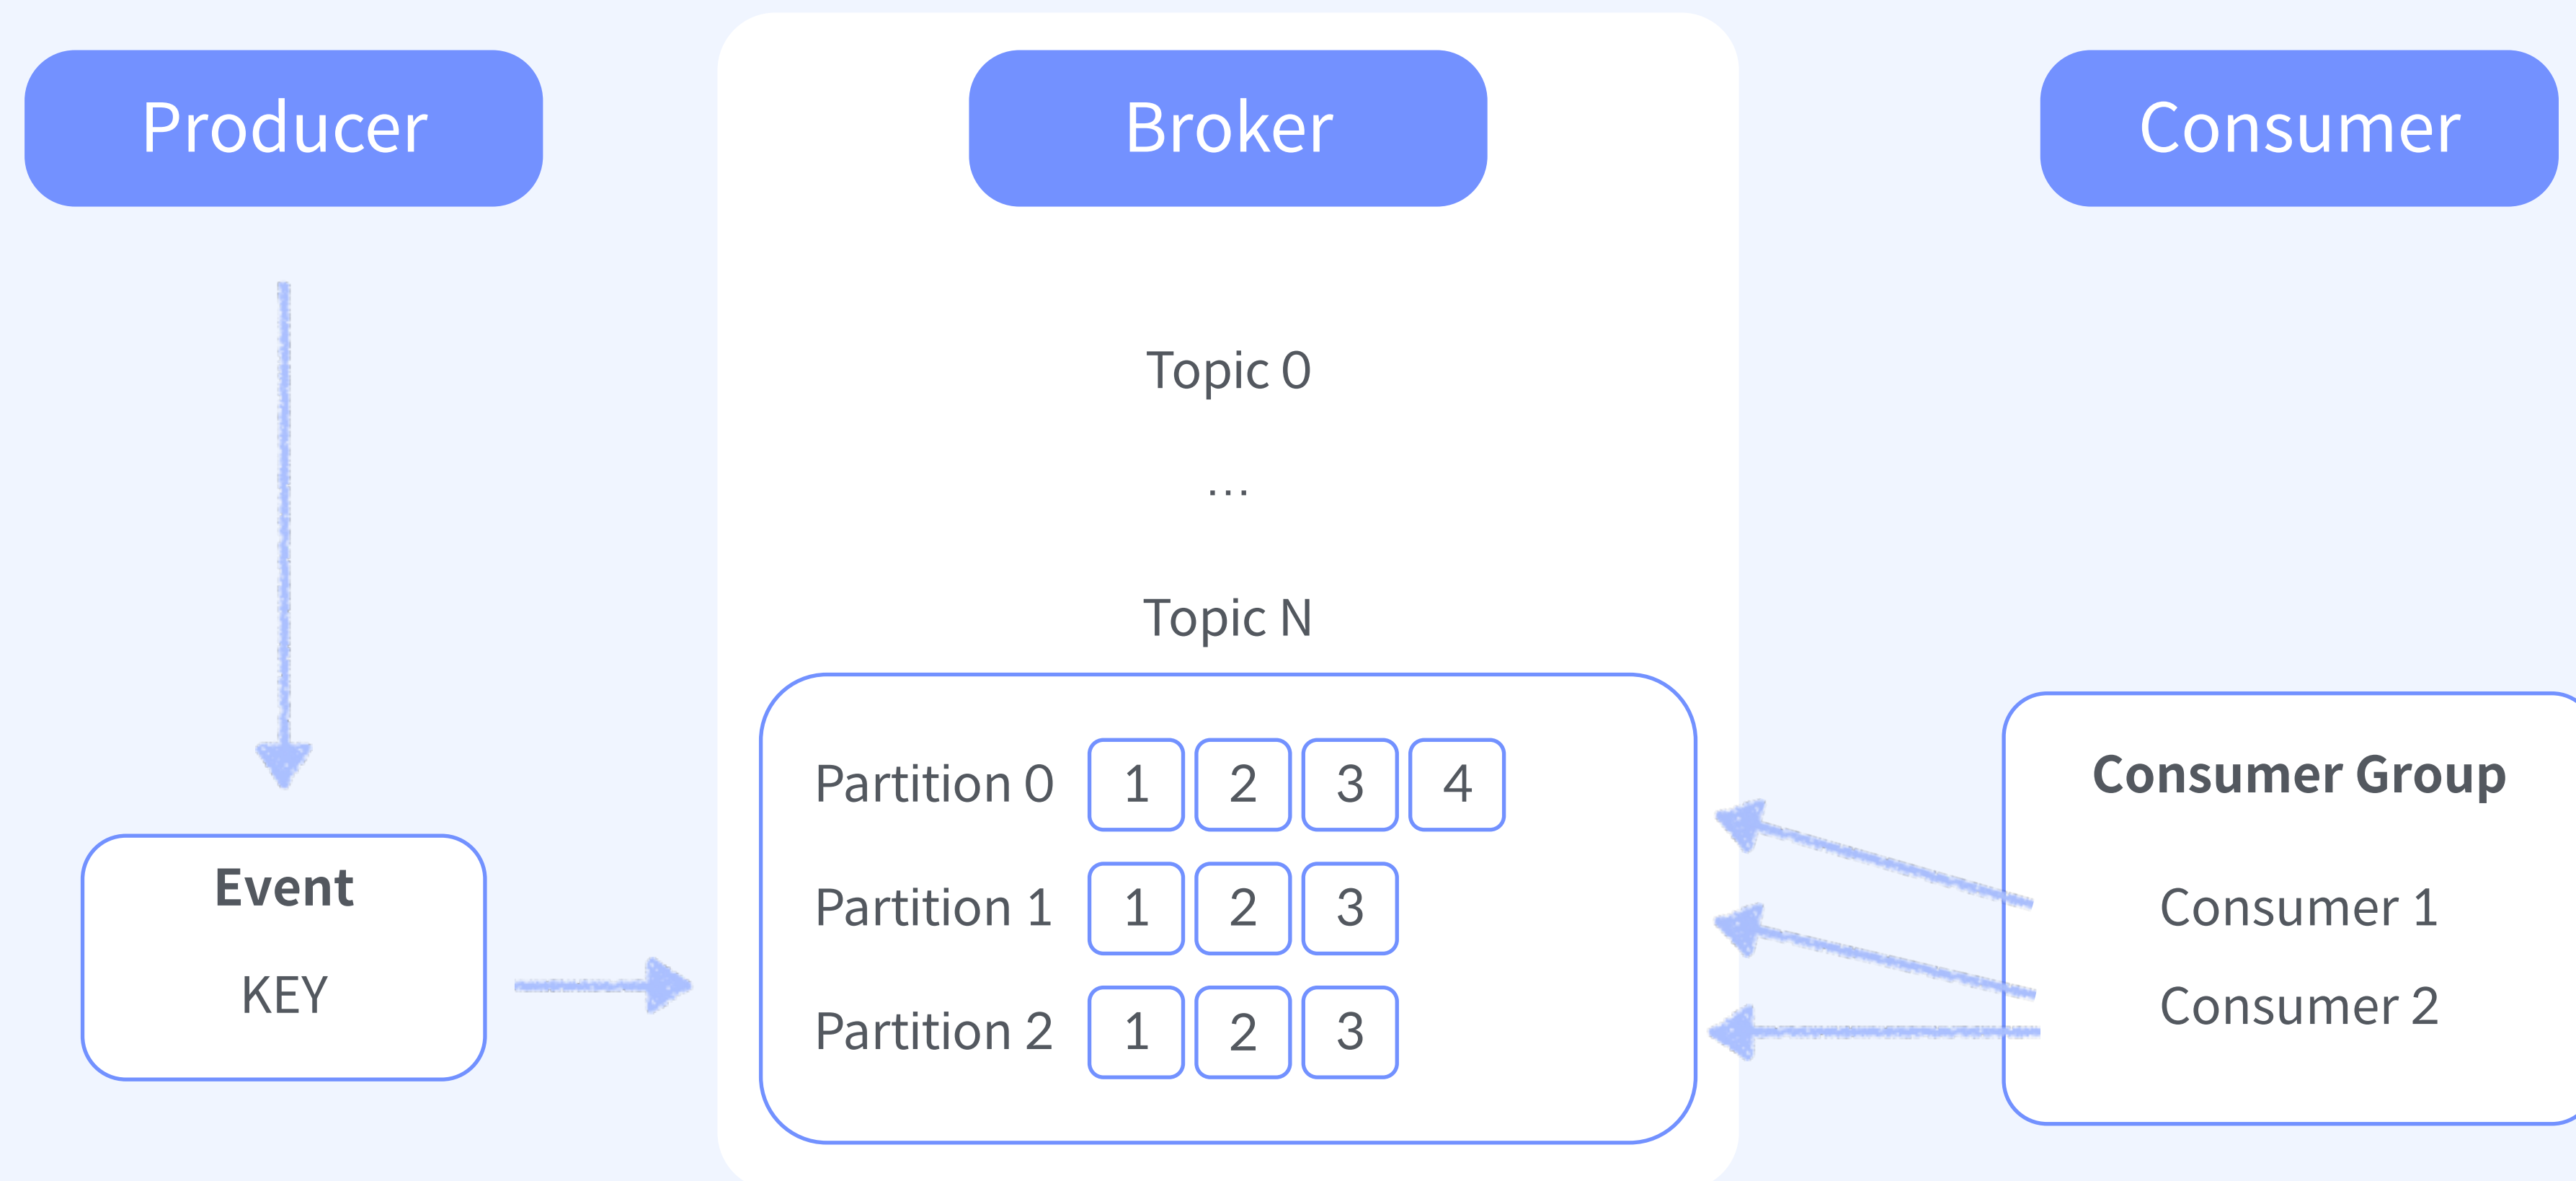 Producer
Broker
Consumer
Topic 0
...
Topic N
Event
KEY
Partition 0 1 2 3 4
Partition 1 1 2 3
Partition 2 1 2 3
Consumer Group
Consumer 1
Consumer 2